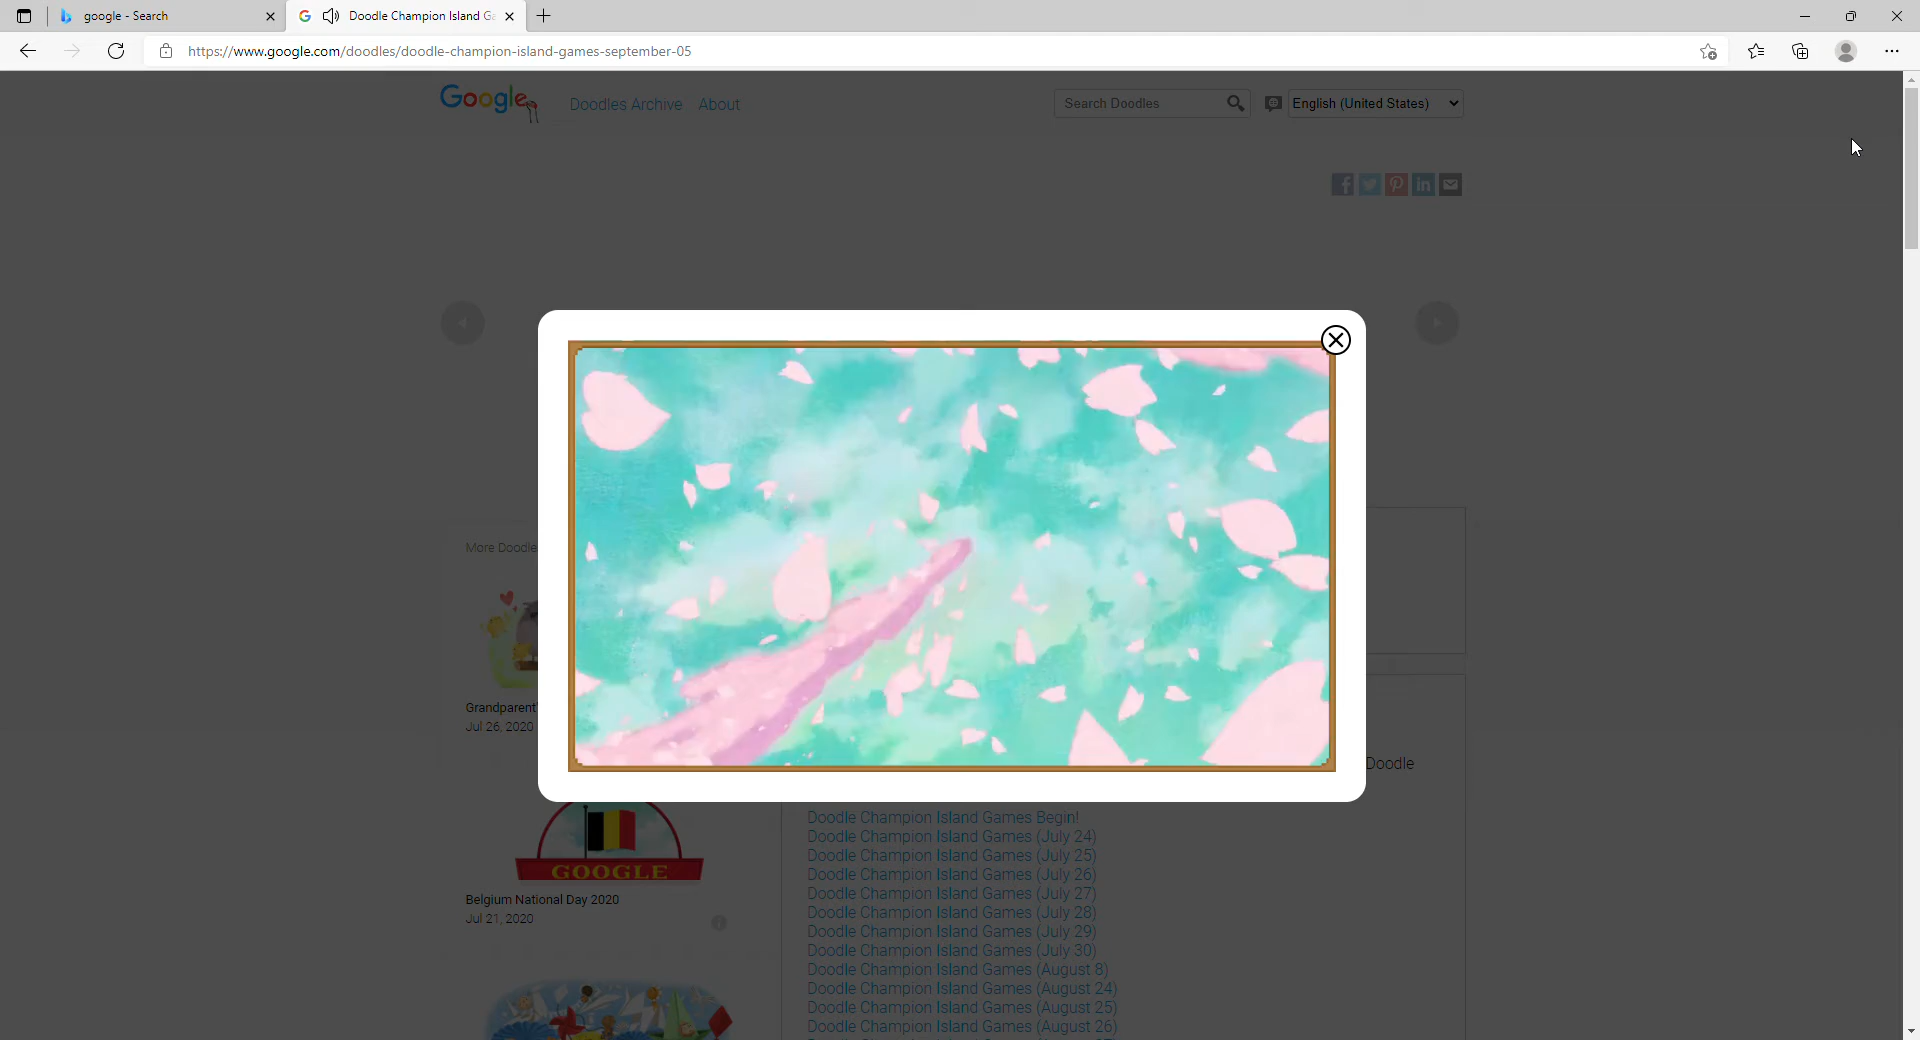 google - Search
Doodle Champion Island G
https://www.google.com/doodles/doodle-champion-island-games-september-05
Google
Doodles Archive
About
Search Doodles
English (United States)
More Doodle
Grandparent'
Jul 26, 2020
Doodle
GOOGLE
Belgium National Day 2020
Jul 21, 2020
Doodle Champion Island Games Begin!
Doodle Champion Island Games (July 24)
Doodle Champion Island Games (July 25)
Doodle Champion Island Games (July 26)
Doodle Champion Island Games (July 27)
Doodle Champion Island Games (July 28)
Doodle Champion Island Games (July 29)
Doodle Champion Island Games (July 30)
Doodle Champion Island Games (August 8)
Doodle Champion Island Games (August 24)
Doodle Champion Island Games (August 25)
Doodle Champion Island Games (August 26)